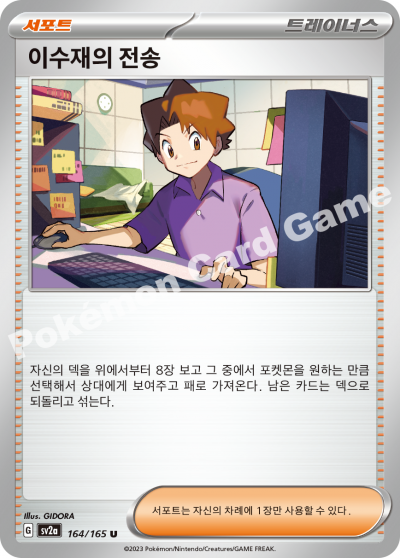 서포트
트레이너스
이수재의 전송
Pokémon Card Game
자신의 덱을 위에서부터 8장 보고 그 중에서 포켓몬을 원하는 만큼
선택해서 상대에게 보여주고 패로 가져온다. 남은 카드는 덱으로
되돌리고 섞는다.
Illus. GIDORA
서포트는 자신의 차례에 1장만 사용할 수 있다.
G sv2a 164/165 U
©2023 Pokémon/Nintendo/Creatures/GAME FREAK.